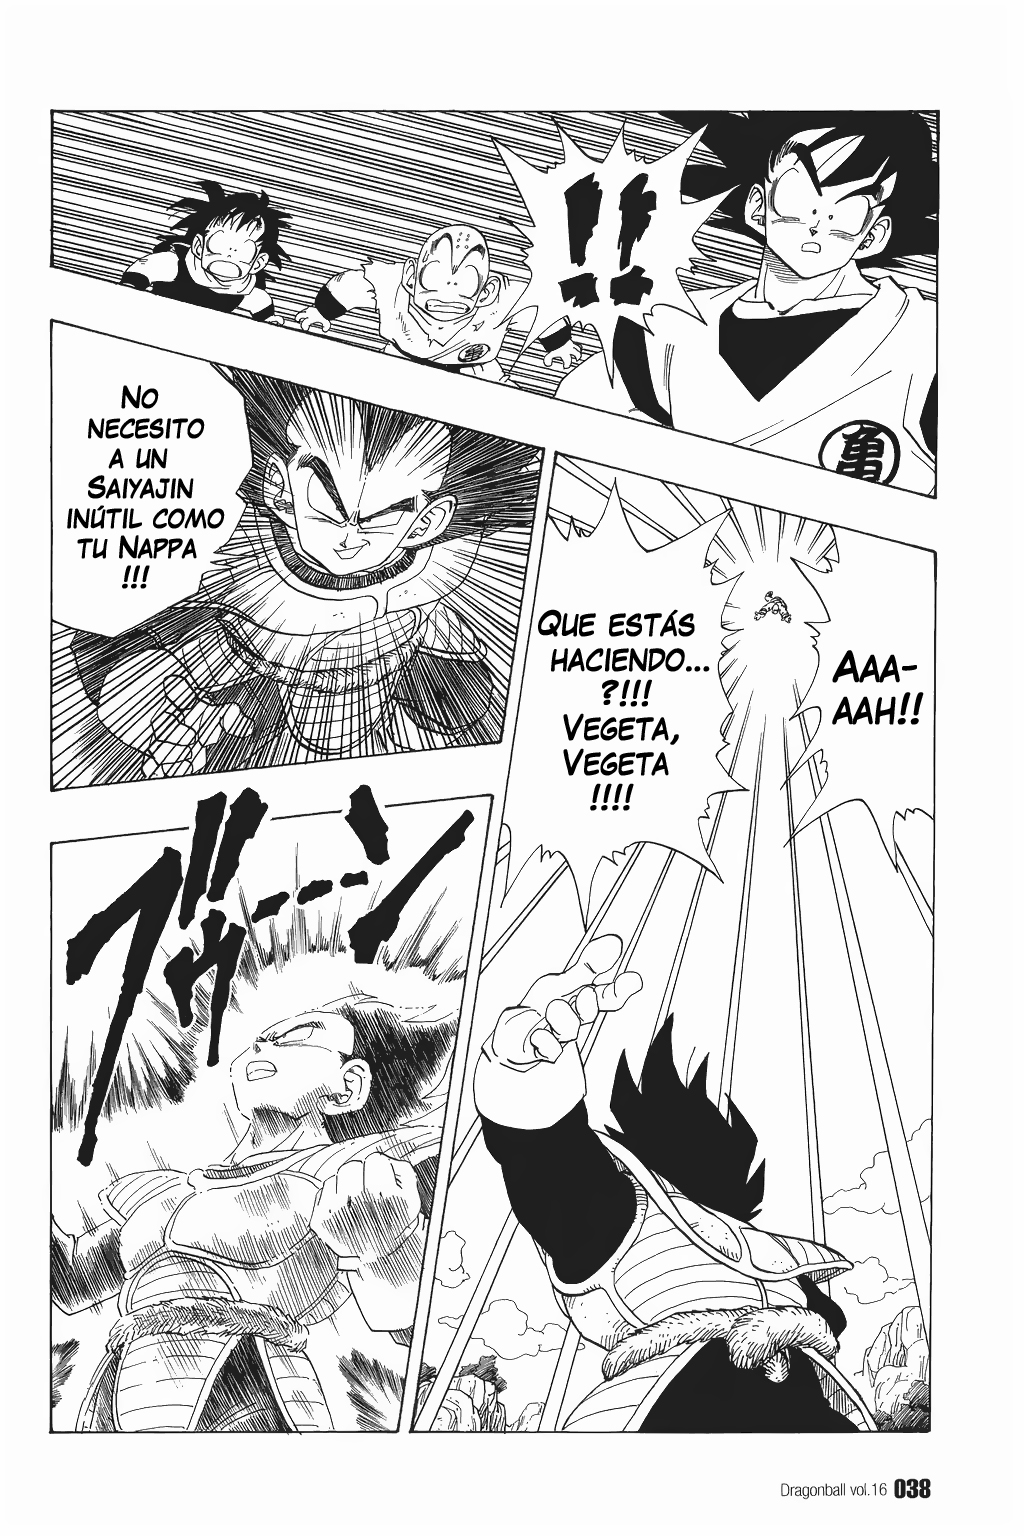 !!
亀
QUE ESTÁS
HACIENDO...
?!!!
VEGETA,
VEGETA
!!!!
AAA-
AAH!!
NO
NECESITO
A UN
SAIYAJIN
INÚTIL COMO
TU NAPPA
!!!
ブゥーーン
Dragonball vol.16 038